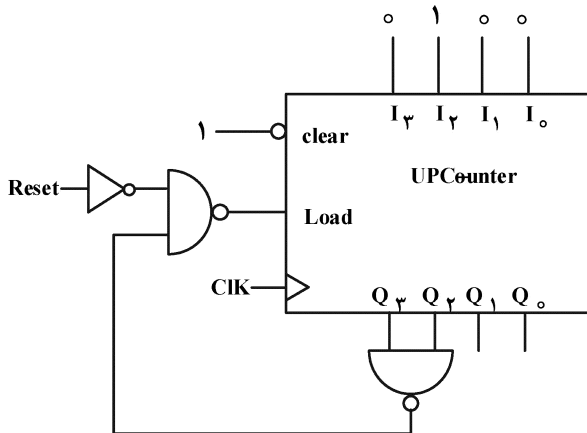 ۰ ۱ ۰ ۰
I۳ I۲ I۱ I۰
۱ clear
UPCounter
Reset
Load
ClK
Q۳ Q۲ Q۱ Q۰